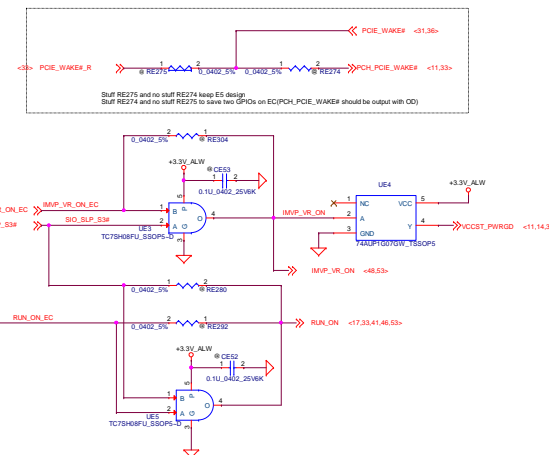 PCIE_WAKE# <31,36>
PCIE_WAKE#_R
1 2
@ RE275 0_0402_5%
2 1
0_0402_5% @ RE274
PCH_PCIE_WAKE# <11,33>
Stuff RE275 and no stuff RE274 keep E5 design
Stuff RE274 and no stuff RE275 to save two GPIOs on EC(PCH_PCIE_WAKE# should be output with OD)
2 1
0_0402_5% @ RE304
+3.3V_ALW
@ CE53
1 2
0.1U_0402_25V6K
R_ON_EC
IMVP_VR_ON_EC
1 B P 5
O 4
SIO_SLP_S3#
2 A G 3
UE3
TC7SH08FU_SSOP5~D
IMVP_VR_ON
UE4
+3.3V_ALW
1 NC VCC 5
2 A Y 4
3 GND
74AUP1G07GW_TSSOP5
VCCST_PWRGD <11,14,3
IMVP_VR_ON <48,53>
2 1
0_0402_5% @ RE280
RUN_ON_EC
2 1
0_0402_5% @ RE292
RUN_ON <17,33,41,46,53>
+3.3V_ALW
@ CE52
1 2
0.1U_0402_25V6K
1 B P 5
O 4
2 A G 3
UE5
TC7SH08FU_SSOP5~D